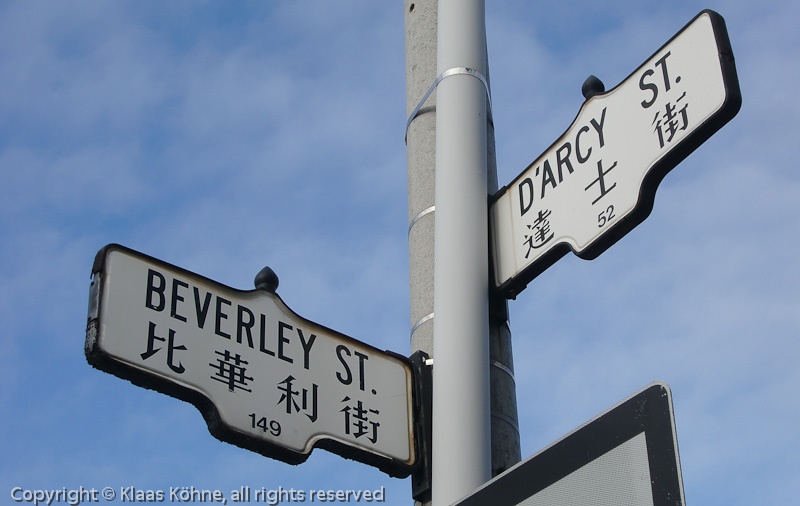 D'ARCY ST.
達士街
52
BEVERLEY ST.
比華利街
149
Copyright © Klaas Köhne, all rights reserved